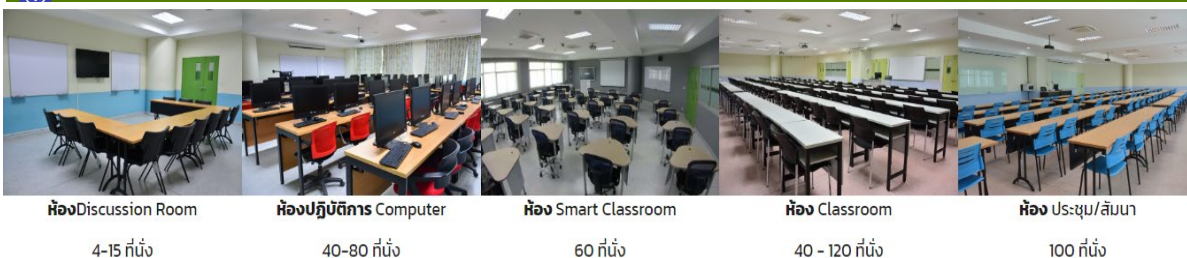 ห้องDiscussion Room
ห้องปฏิบัติการ Computer
ห้อง Smart Classroom
ห้อง Classroom
ห้อง ประชุม/สัมนา
4-15 ที่นั่ง
40-80 ที่นั่ง
60 ที่นั่ง
40 - 120 ที่นั่ง
100 ที่นั่ง